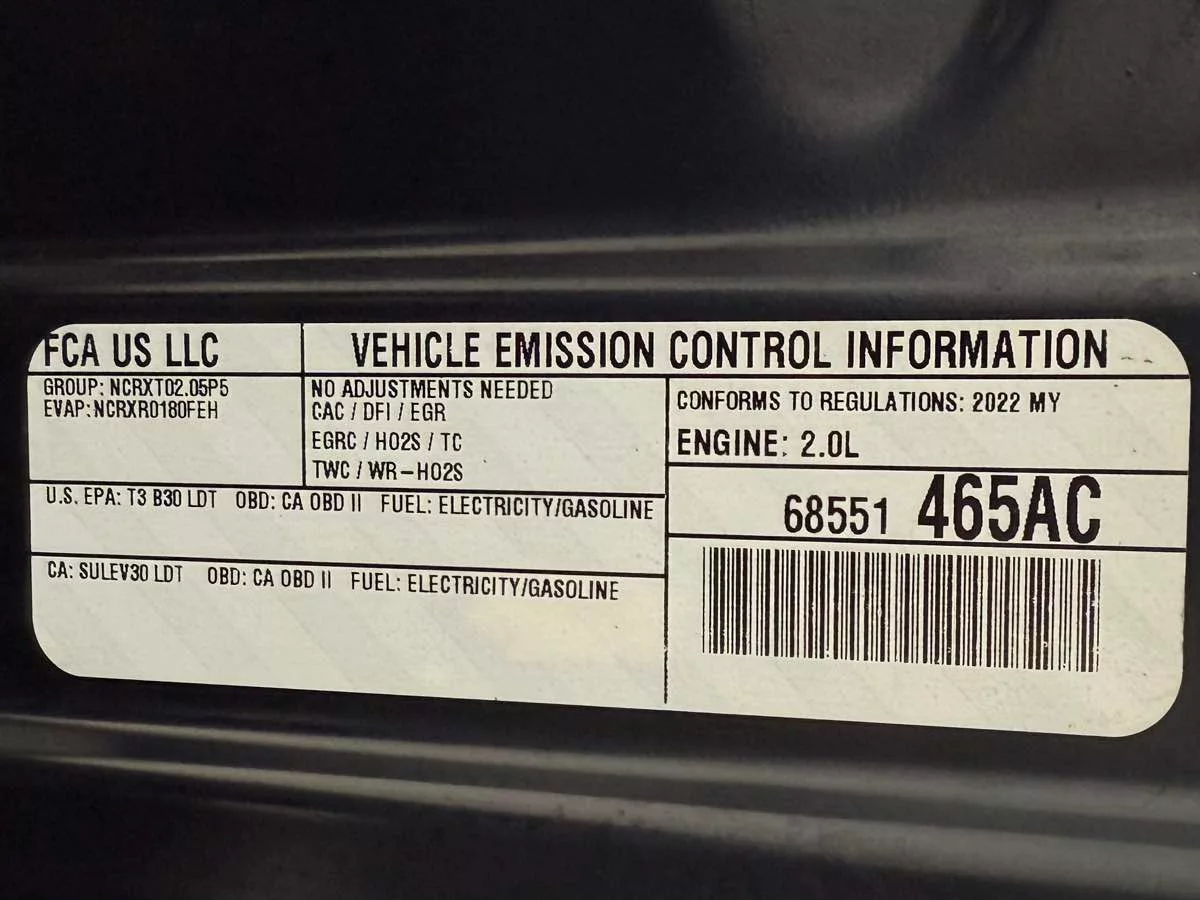 FCA US LLC
VEHICLE EMISSION CONTROL INFORMATION
GROUP: NCRXT02.05P5
EVAP:NCRXR0180FEH
NO ADJUSTMENTS NEEDED
CAC / DFI / EGR
EGRC / HO2S / TC
TWC / WR-HO2S
CONFORMS TO REGULATIONS: 2022 MY
ENGINE: 2.0L
U.S. EPA: T3 B30 LDT OBD: CA OBD II FUEL: ELECTRICITY/GASOLINE
68551 465AC
CA: SULEV30 LDT OBD: CA OBD II FUEL: ELECTRICITY/GASOLINE